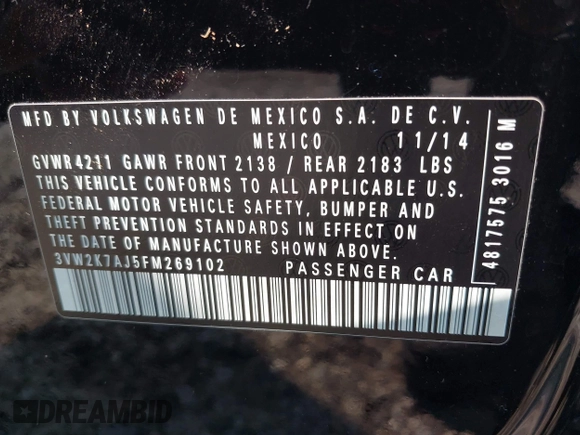 MFD BY VOLKSWAGEN DE MEXICO S.A. DE C.V.
MEXICO 11/14
GVWR 4211 GAWR FRONT 2138 / REAR 2183 LBS
THIS VEHICLE CONFORMS TO ALL APPLICABLE U.S.
FEDERAL MOTOR VEHICLE SAFETY, BUMPER AND
THEFT PREVENTION STANDARDS IN EFFECT ON
THE DATE OF MANUFACTURE SHOWN ABOVE.
3VW2K7AJ5FM269102 PASSENGER CAR
4817575 3016 M
DREAMBID